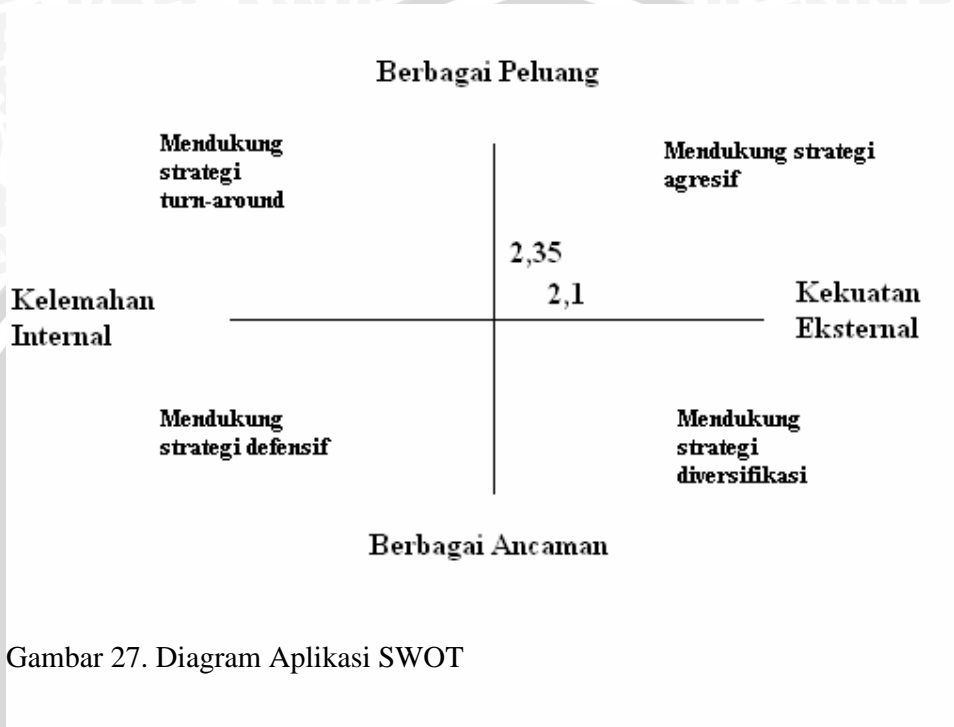 Berbagai Peluang
Mendukung
strategi
turn-around
Mendukung strategi
agresif
2,35
2,1
Kelemahan
Internal
Kekuatan
Eksternal
Mendukung
strategi defensif
Mendukung
strategi
diversifikasi
Berbagai Ancaman
Gambar 27. Diagram Aplikasi SWOT